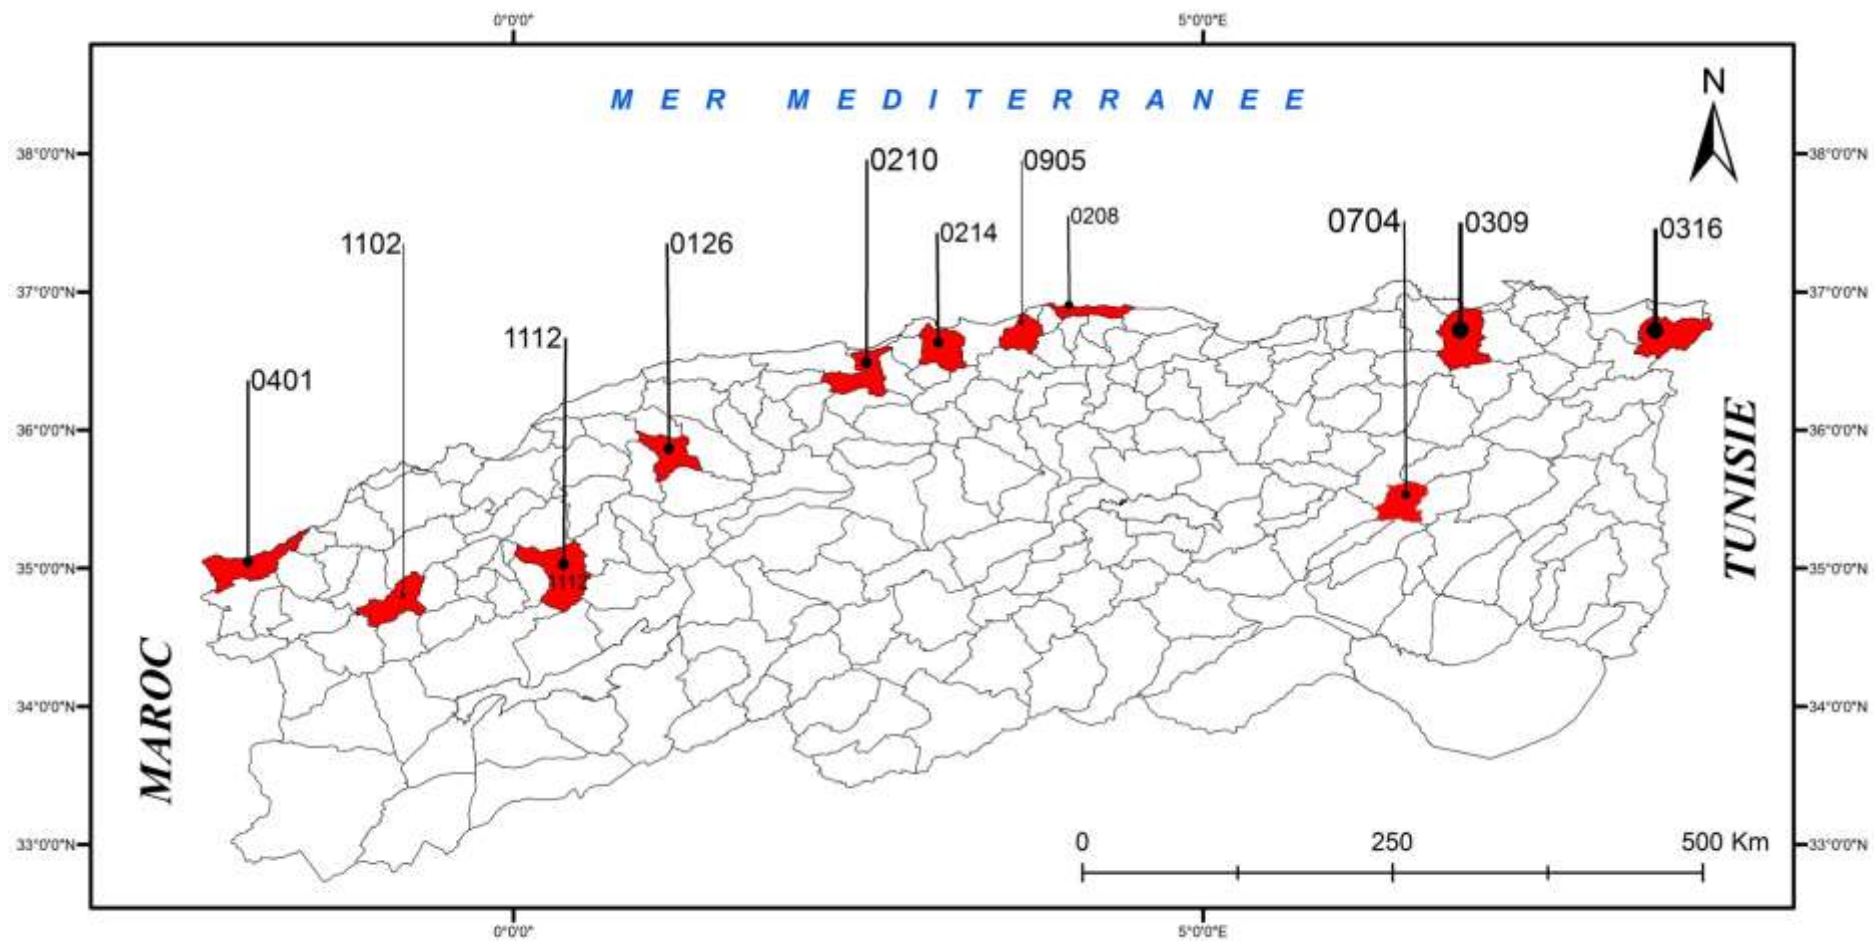 0°0'0" 5°0'0"E
MER MEDITERRANEE
N
38°0'0"N 38°0'0"N
0210 0905
0208
0704 0309 0316
0214
1102 0126
37°0'0"N 37°0'0"N
1112
0401
36°0'0"N 36°0'0"N
TUNISIE
35°0'0"N 35°0'0"N
1112
MAROC
34°0'0"N 34°0'0"N
0 250 500 Km
33°0'0"N 33°0'0"N
0°0'0" 5°0'0"E